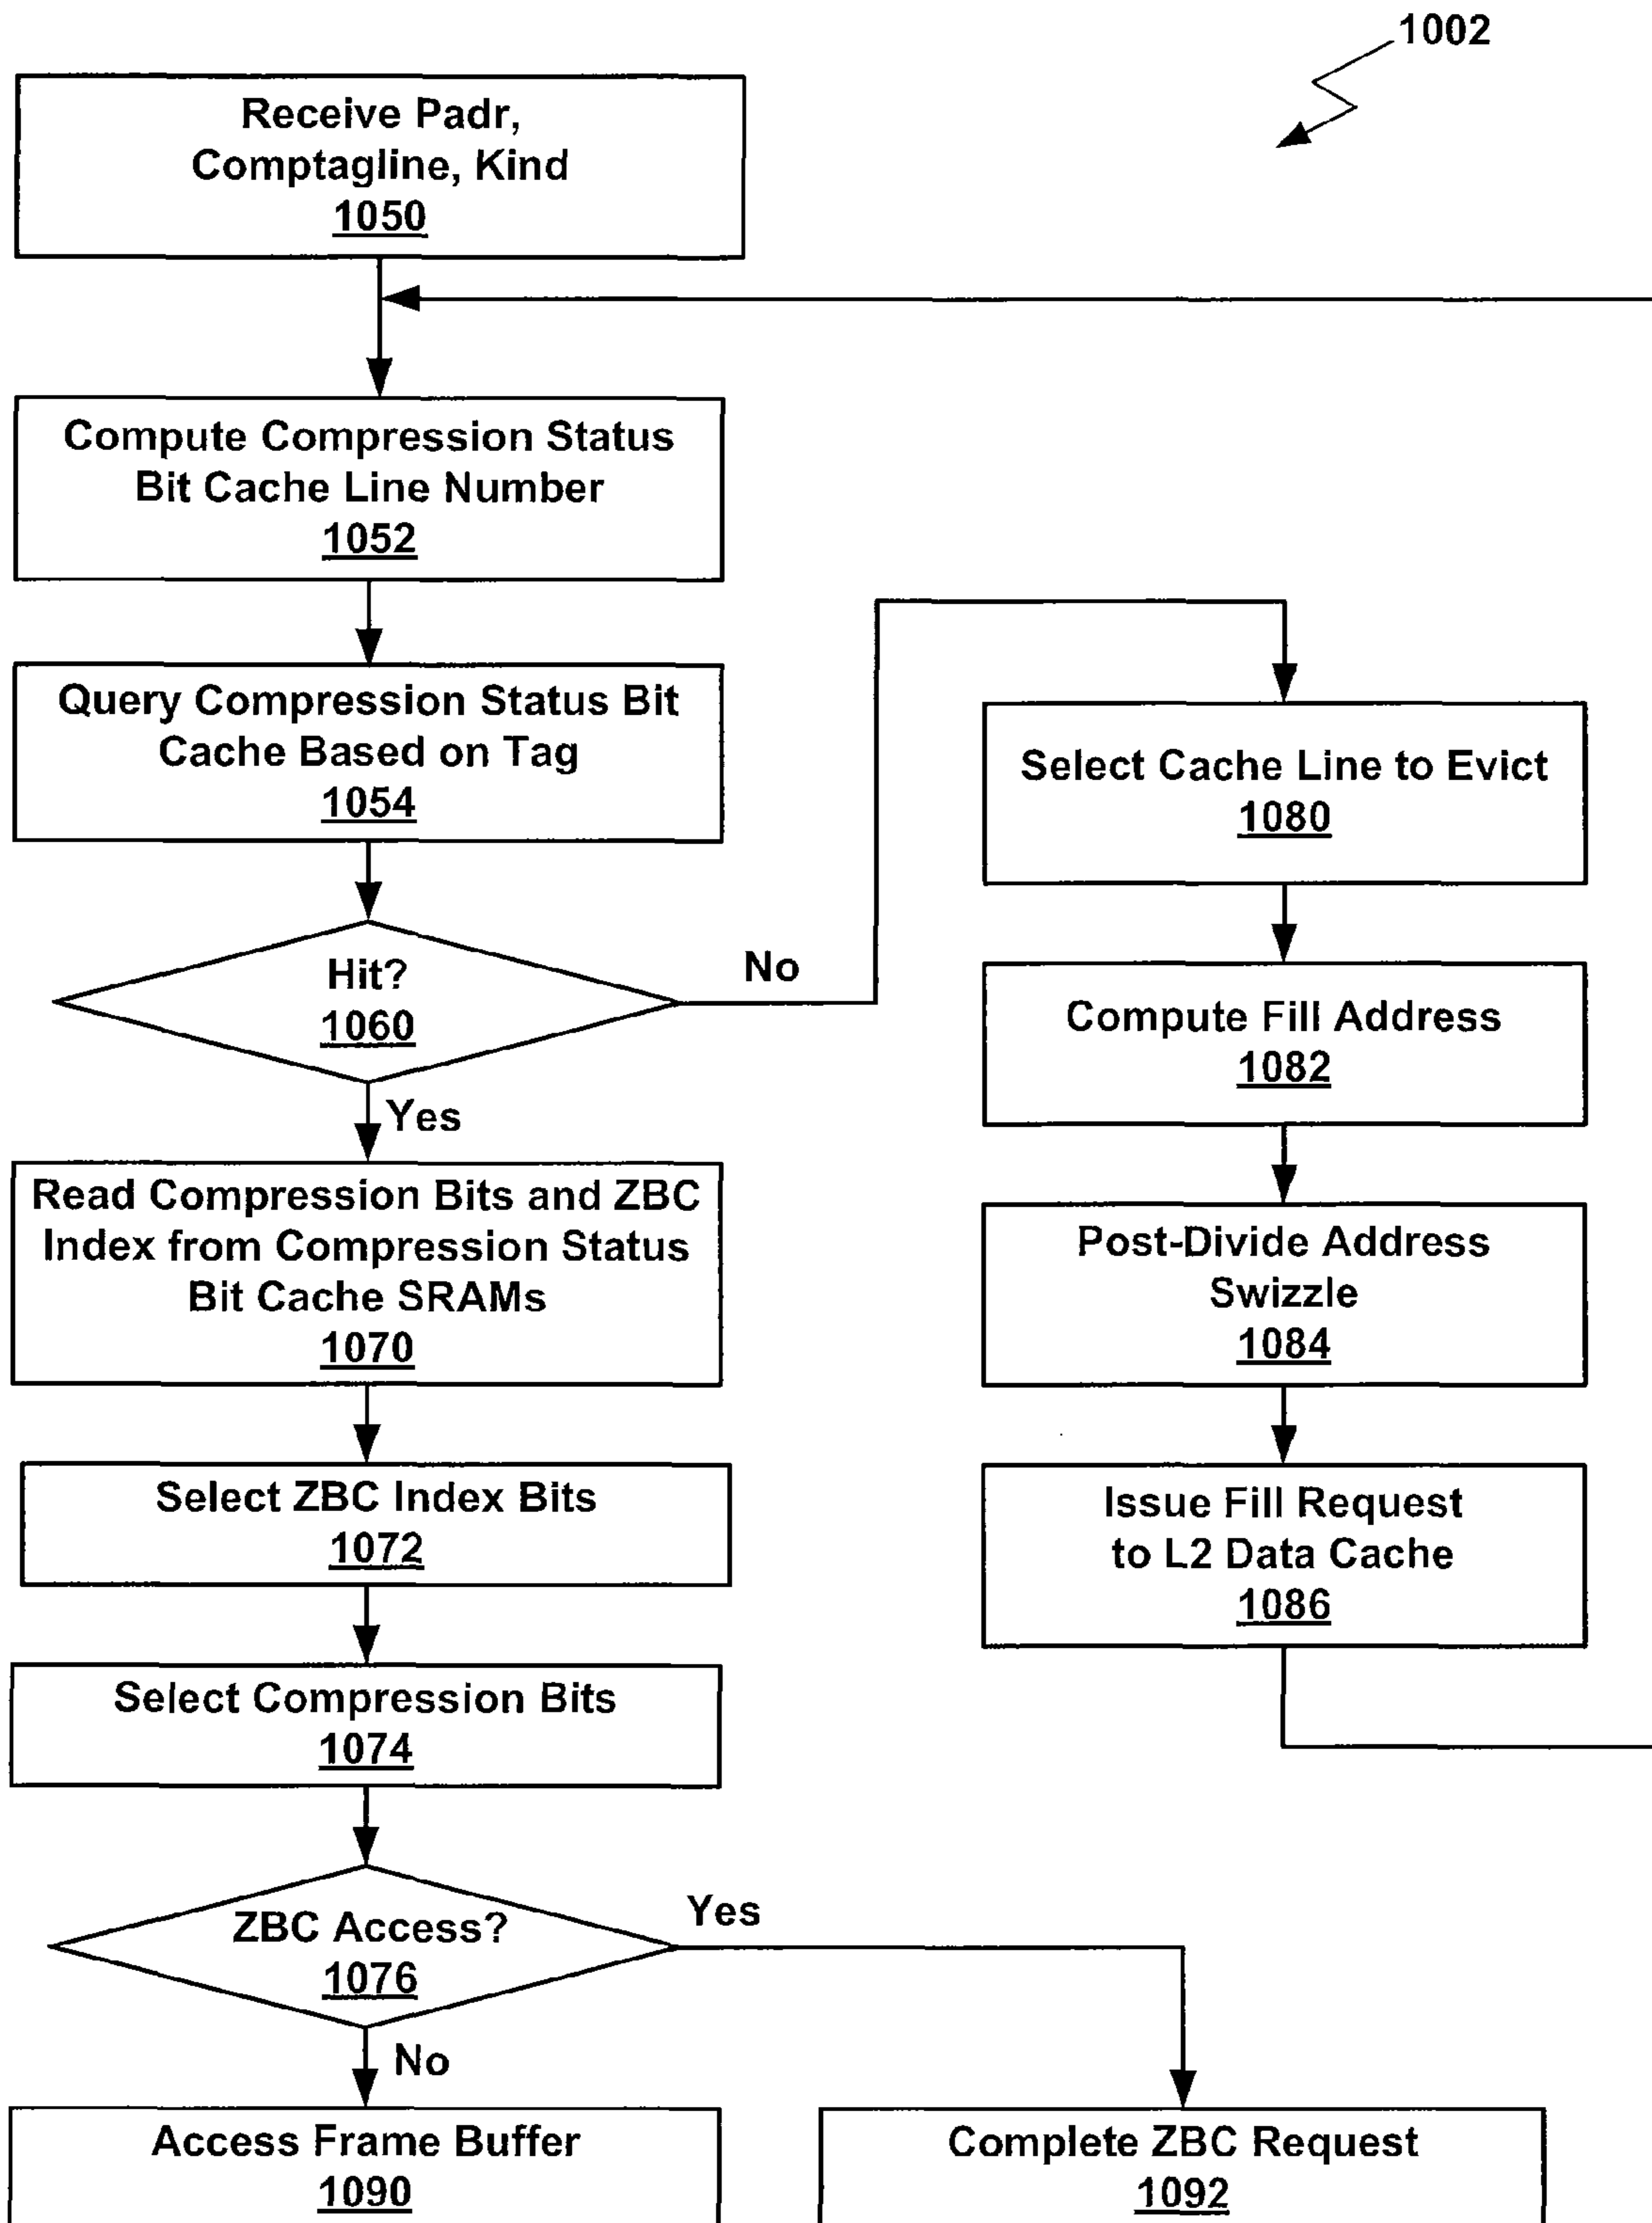 1002
Receive Padr,
Comptagline, Kind
1050
Compute Compression Status
Bit Cache Line Number
1052
Query Compression Status Bit
Cache Based on Tag
1054
Hit?
1060
No
Yes
Read Compression Bits and ZBC
Index from Compression Status
Bit Cache SRAMs
1070
Select ZBC Index Bits
1072
Select Compression Bits
1074
ZBC Access?
1076
Yes
No
Access Frame Buffer
1090
Select Cache Line to Evict
1080
Compute Fill Address
1082
Post-Divide Address
Swizzle
1084
Issue Fill Request
to L2 Data Cache
1086
Complete ZBC Request
1092